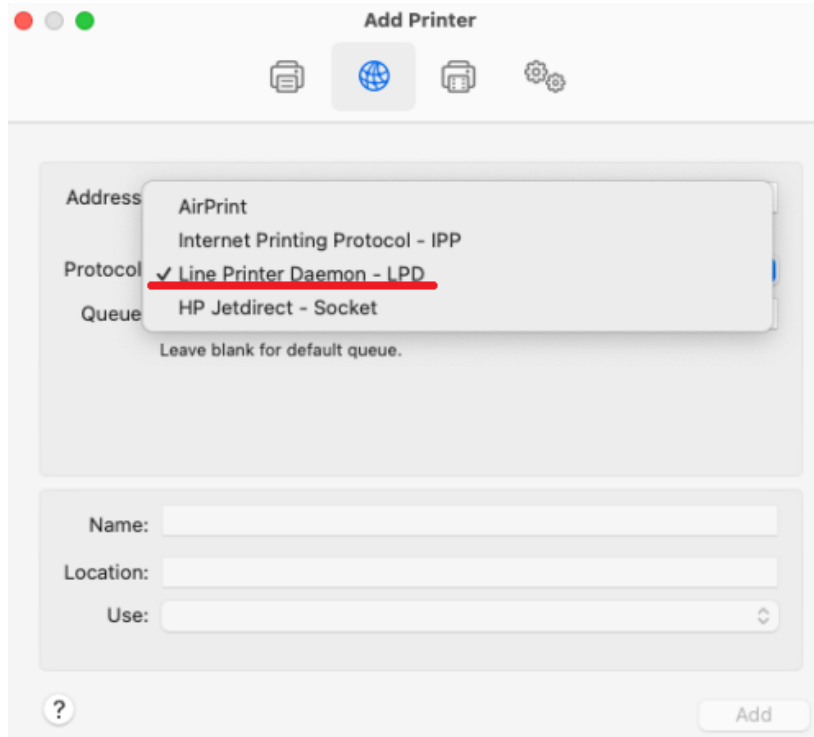 Add Printer
Address
AirPrint
Internet Printing Protocol - IPP
Protocol
✓ Line Printer Daemon - LPD
Queue
HP Jetdirect - Socket
Leave blank for default queue.
Name:
Location:
Use:
?
Add